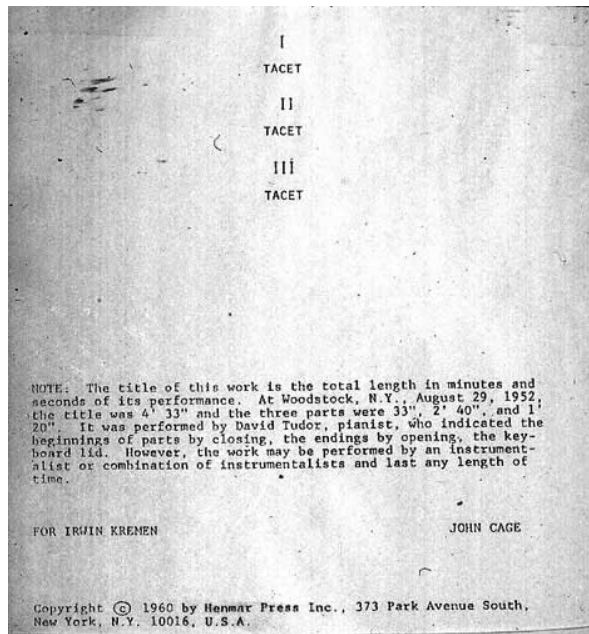 I
TACET
II
TACET
III
TACET
NOTE: The title of this work is the total length in minutes and
seconds of its performance. At Woodstock, N.Y., August 29, 1952,
the title was 4' 33" and the three parts were 33", 2' 40", and 1'
20". It was performed by David Tudor, pianist, who indicated the
beginnings of parts by closing, the endings by opening, the key-
board lid. However, the work may be performed by an instrument-
alist or combination of instrumentalists and last any length of
time.
FOR IRWIN KREMEN JOHN CAGE
Copyright © 1960 by Henmar Press Inc., 373 Park Avenue South,
New York, N.Y. 10016, U.S.A.